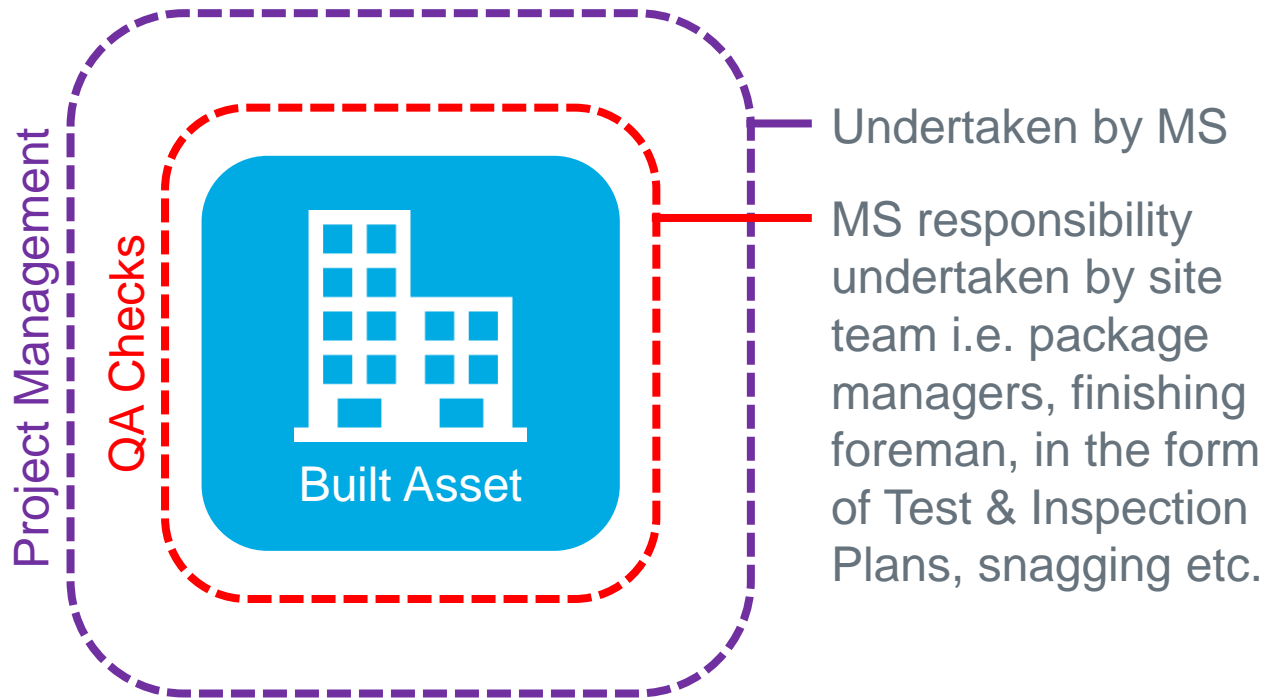 Project Management
QA Checks
Built Asset
Undertaken by MS
MS responsibility
undertaken by site
team i.e. package
managers, finishing
foreman, in the form
of Test & Inspection
Plans, snagging etc.